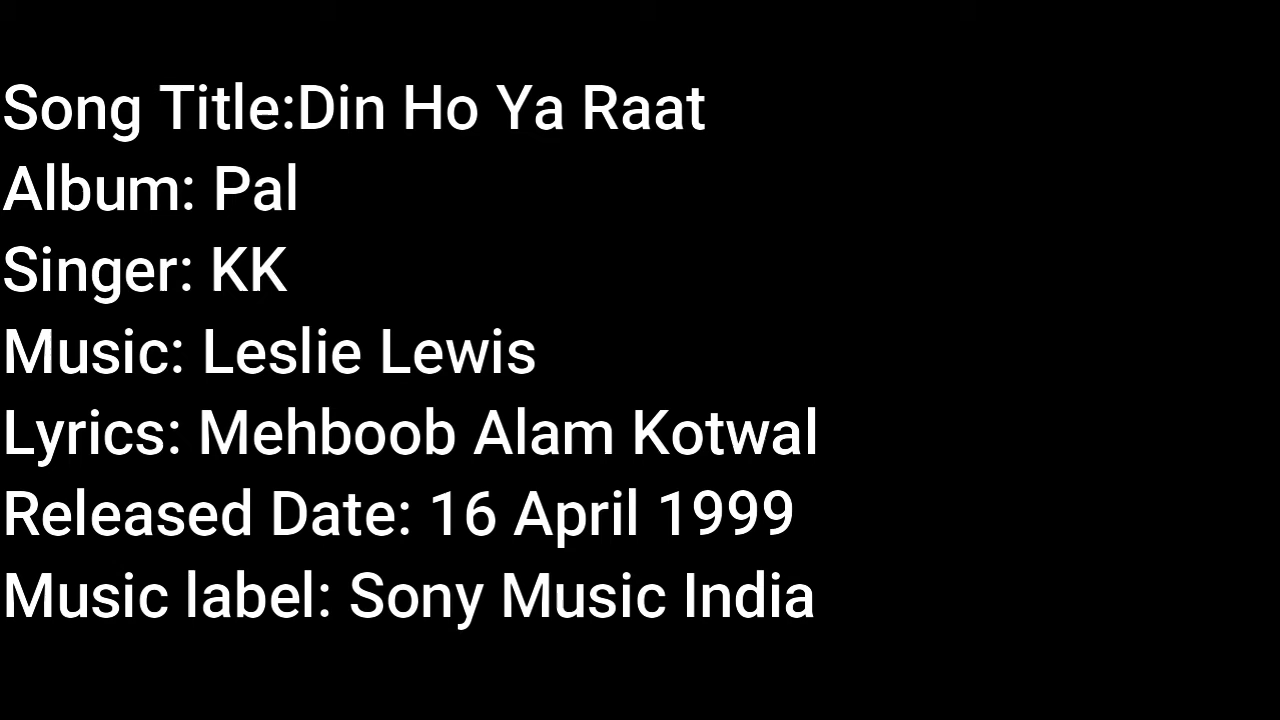 Song Title:Din Ho Ya Raat
Album: Pal
Singer: KK
Music: Leslie Lewis
Lyrics: Mehboob Alam Kotwal
Released Date: 16 April 1999
Music label: Sony Music India